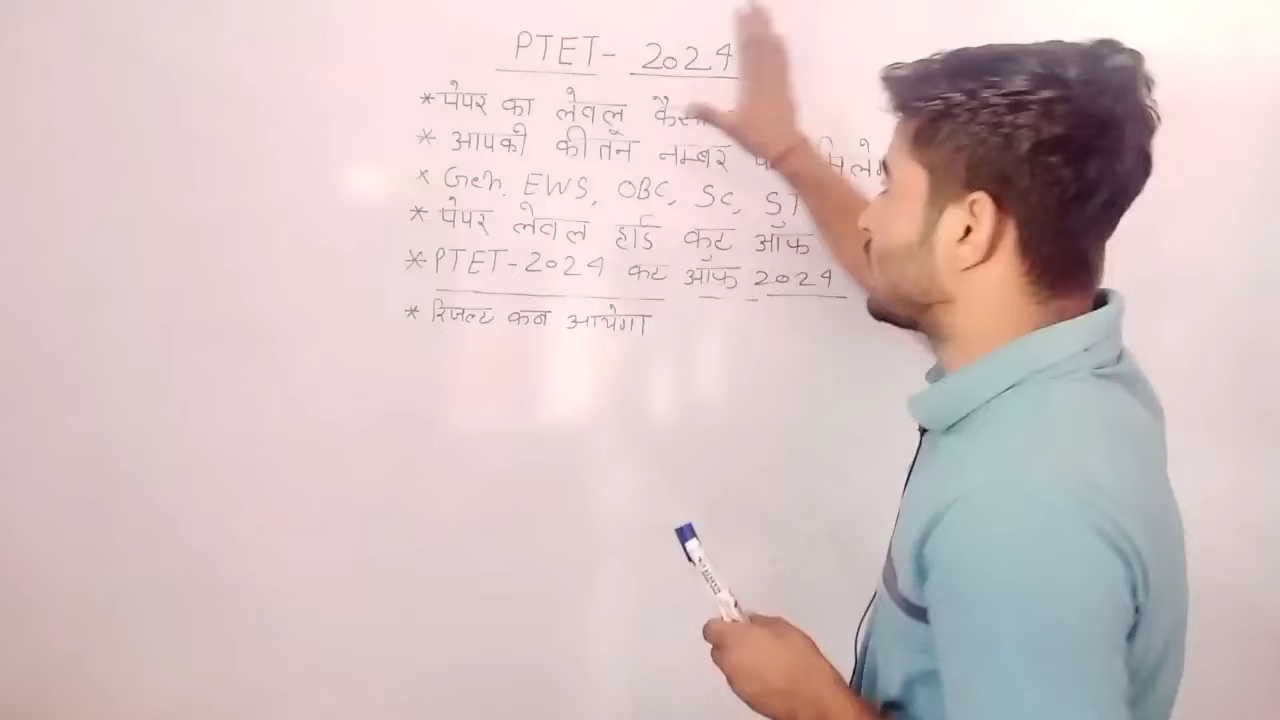 PTET- 2024
* पेपर का लेवलू
* आपकी कीतन नम्बर
* Gen. EWS, OBC, SC, ST
* पेपर लेवल हार्ड कुट ऑफ
* PTET-2024 कट ऑफ 2024
* रिजल्ट कब आयेगा